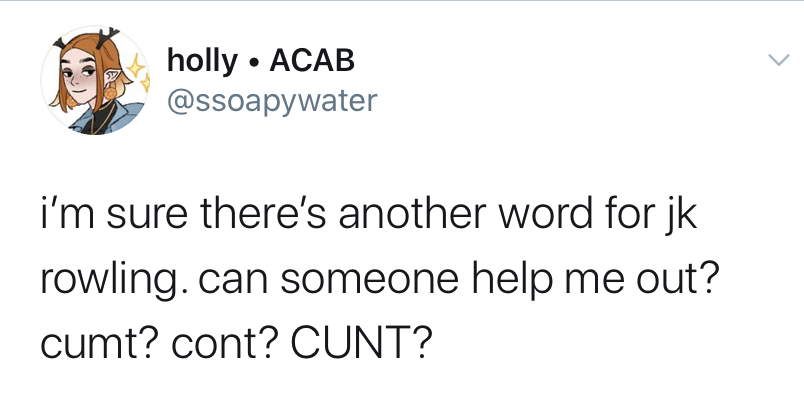 holly • ACAB
@ssoapywater
i'm sure there's another word for jk
rowling. can someone help me out?
cumt? cont? CUNT?